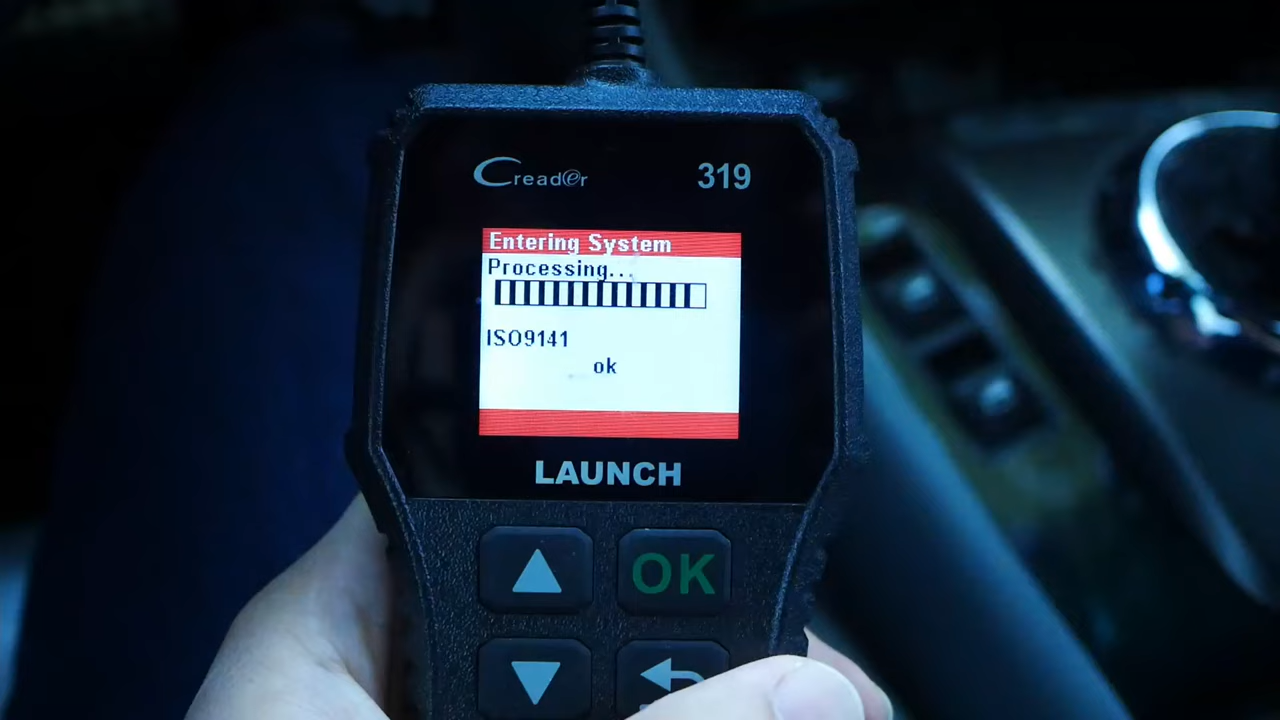 Creader 319
Entering System
Processing...
ISO9141
ok
LAUNCH
OK